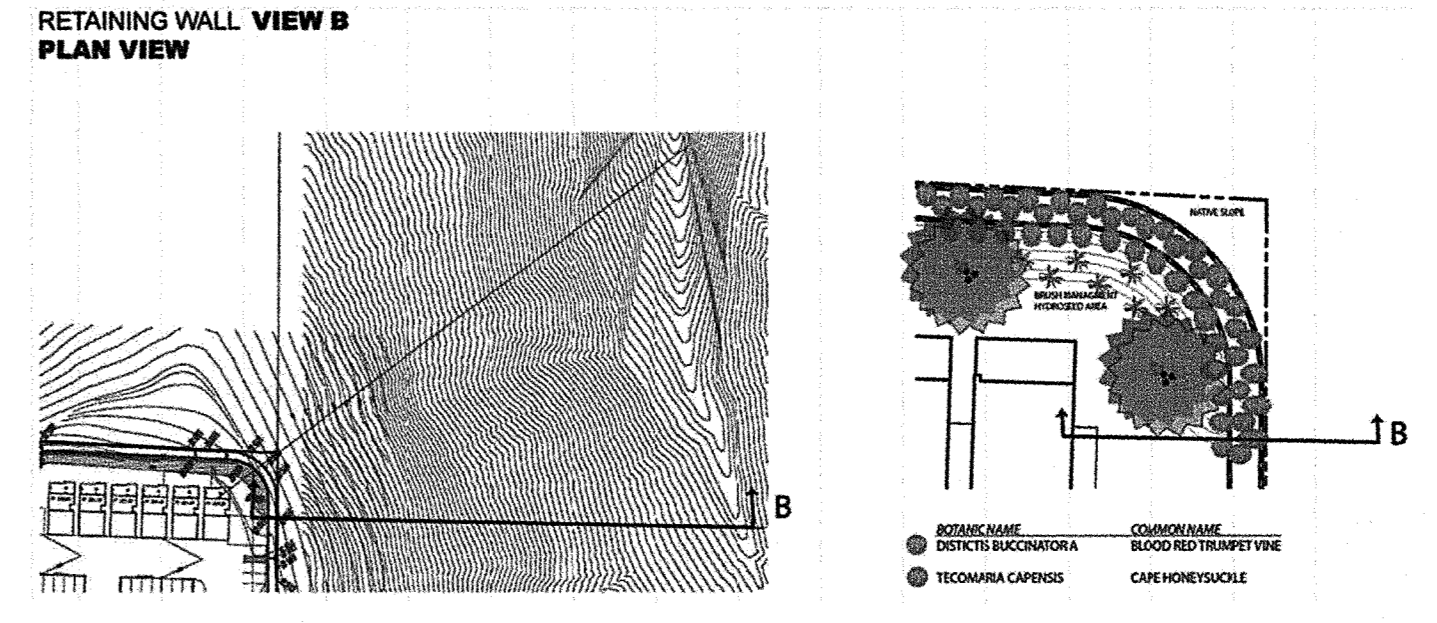 RETAINING WALL VIEW B
PLAN VIEW
B
NATIVE SLOPE
BRUSH MANAGMENT
HYDROSEED AREA
B
BOTANIC NAME COMMON NAME
DISTICTIS BUCCINATORA BLOOD RED TRUMPET VINE
TECOMARIA CAPENSIS CAPE HONEYSUCKLE